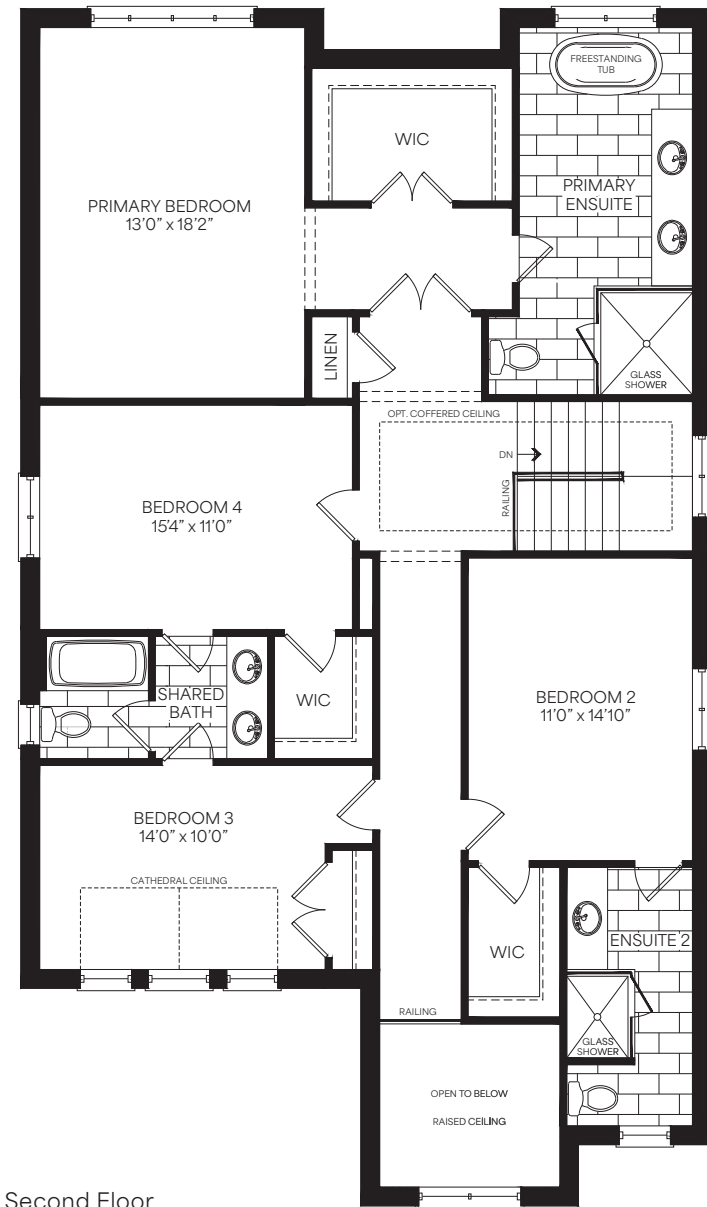 FREESTANDING
TUB
WIC
PRIMARY BEDROOM
13'0" x 18'2"
PRIMARY
ENSUITE
LINEN
GLASS
SHOWER
OPT. COFFERED CEILING
DN
RAILING
BEDROOM 4
15'4" x 11'0"
SHARED
BATH
WIC
BEDROOM 2
11'0" x 14'10"
BEDROOM 3
14'0" x 10'0"
CATHEDRAL CEILING
WIC
ENSUITE 2
RAILING
GLASS
SHOWER
OPEN TO BELOW
RAISED CEILING
Second Floor